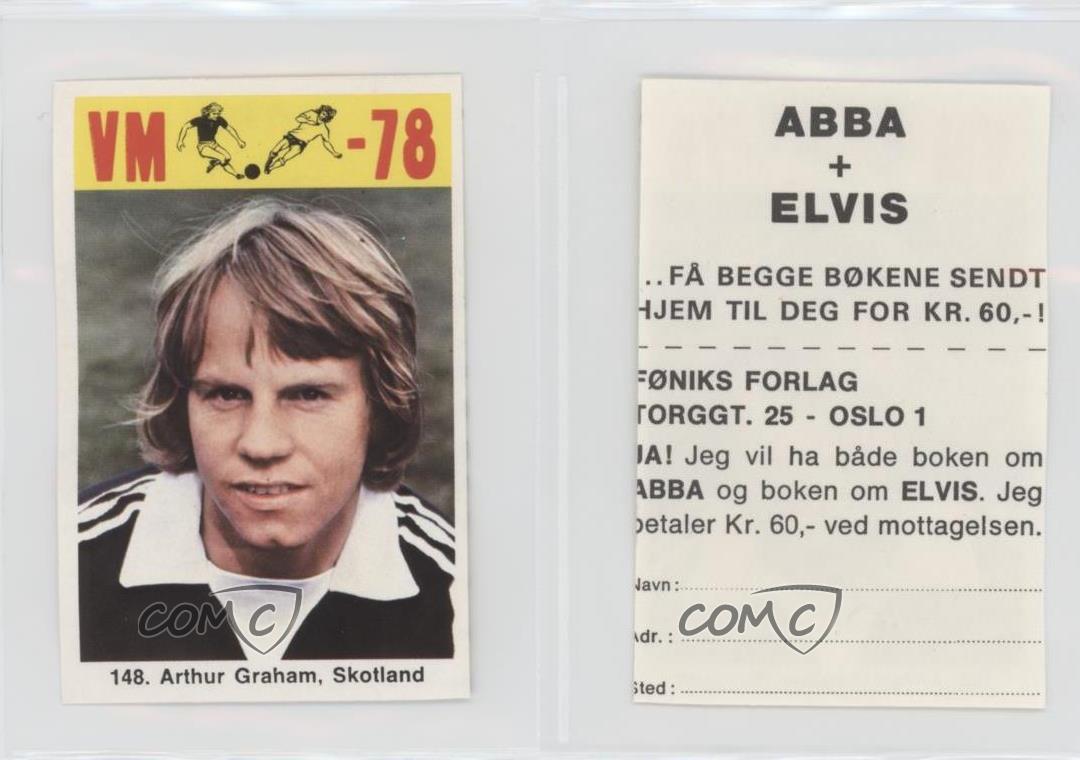 VM -78
148. Arthur Graham, Skotland
COMC
ABBA
+
ELVIS
...FÅ BEGGE BØKENE SENDT
HJEM TIL DEG FOR KR. 60,-!
FØNIKS FORLAG
TORGGT. 25 - OSLO 1
JA! Jeg vil ha både boken om
ABBA og boken om ELVIS. Jeg
betaler Kr. 60,- ved mottagelsen.
Navn:
Adr.:
COMC
Sted: